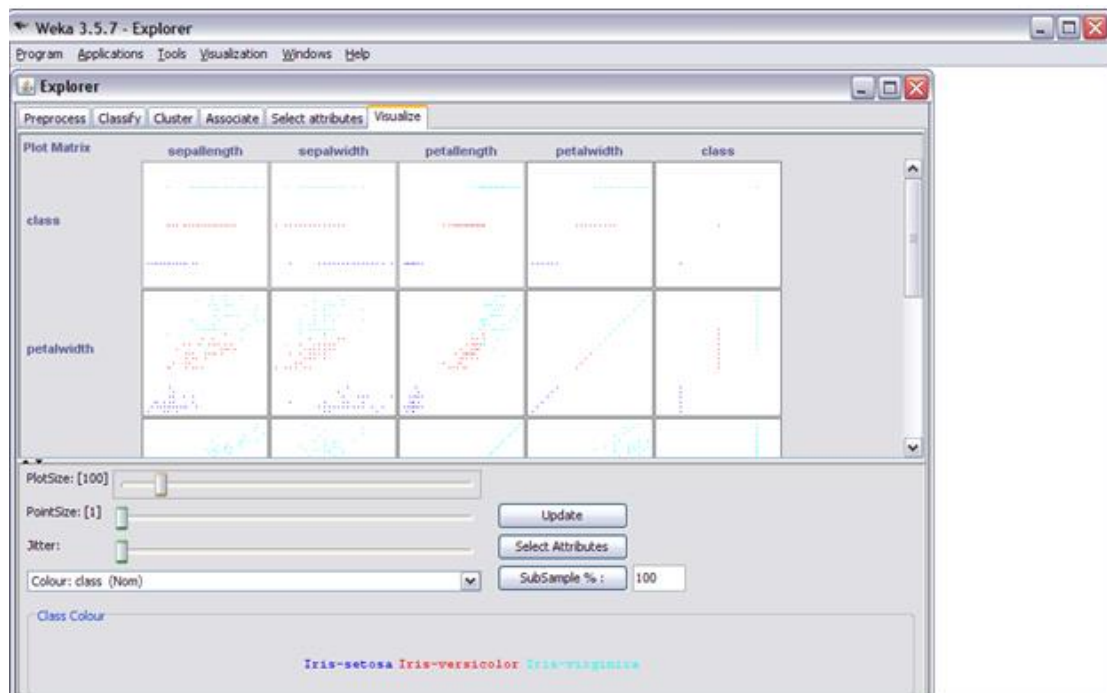 Weka 3.5.7 - Explorer
Program Applications Tools Visualization Windows Help
Explorer
Preprocess Classify Cluster Associate Select attributes Visualize
Plot Matrix sepallength sepalwidth petallength petalwidth class
class
petalwidth
PlotSize: [100]
PointSize: [1]
Update
Jitter:
Select Attributes
Colour: class (Nom)
SubSample % : 100
Class Colour
Iris-setosa Iris-versicolor Iris-virginica